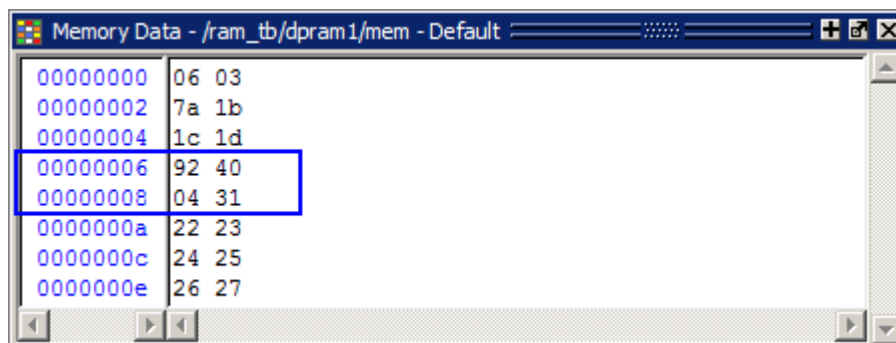 Memory Data - /ram_tb/dpram1/mem - Default
00000000 06 03
00000002 7a 1b
00000004 1c 1d
00000006 92 40
00000008 04 31
0000000a 22 23
0000000c 24 25
0000000e 26 27